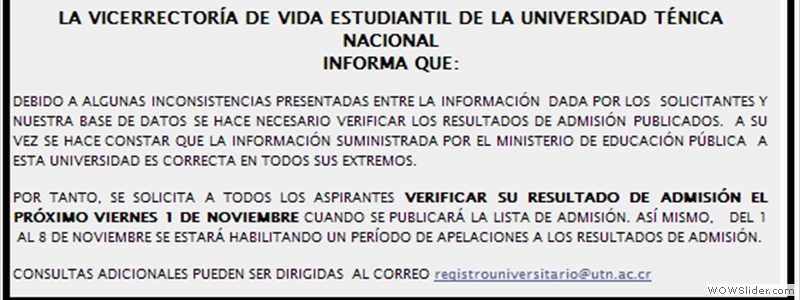 LA VICERRECTORÍA DE VIDA ESTUDIANTIL DE LA UNIVERSIDAD TÉNICA
NACIONAL
INFORMA QUE:
DEBIDO A ALGUNAS INCONSISTENCIAS PRESENTADAS ENTRE LA INFORMACIÓN DADA POR LOS SOLICITANTES Y
NUESTRA BASE DE DATOS SE HACE NECESARIO VERIFICAR LOS RESULTADOS DE ADMISIÓN PUBLICADOS. A SU
VEZ SE HACE CONSTAR QUE LA INFORMACIÓN SUMINISTRADA POR EL MINISTERIO DE EDUCACIÓN PÚBLICA A
ESTA UNIVERSIDAD ES CORRECTA EN TODOS SUS EXTREMOS.
POR TANTO, SE SOLICITA A TODOS LOS ASPIRANTES VERIFICAR SU RESULTADO DE ADMISIÓN EL
PRÓXIMO VIERNES 1 DE NOVIEMBRE CUANDO SE PUBLICARÁ LA LISTA DE ADMISIÓN. ASÍ MISMO, DEL 1
AL 8 DE NOVIEMBRE SE ESTARÁ HABILITANDO UN PERÍODO DE APELACIONES A LOS RESULTADOS DE ADMISIÓN.
CONSULTAS ADICIONALES PUEDEN SER DIRIGIDAS AL CORREO registrouniversitario@utn.ac.cr
WOWSlider.com